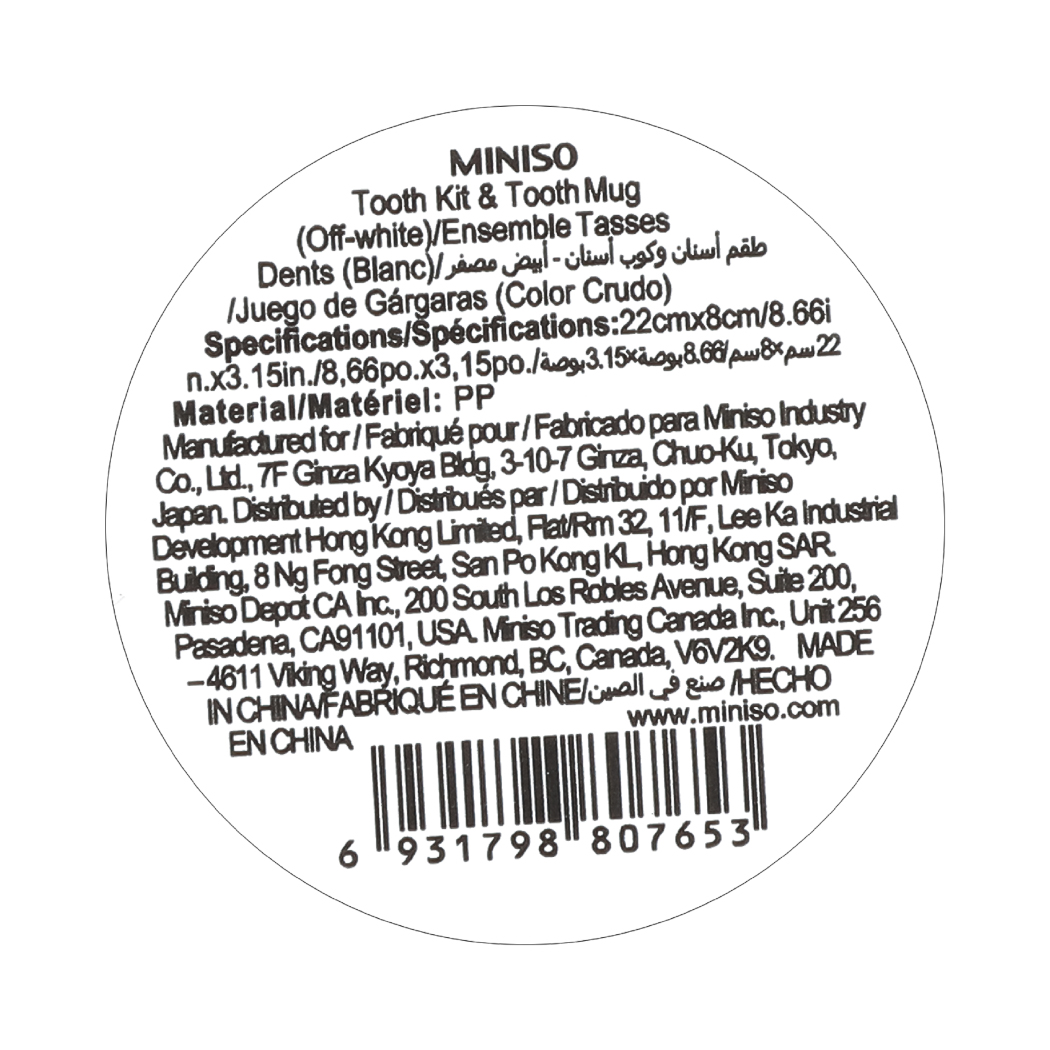 MINISO
Tooth Kit & Tooth Mug
(Off-white)/Ensemble Tasses
Dents (Blanc)/طقم أسنان وكوب أسنان - أبيض مصفر
/Juego de Gárgaras (Color Crudo)
Specifications/Spécifications:22cmx8cm/8.66i
n.x3.15in./8,66po.x3,15po./22سم×8سم/8.66بوصة×3.15بوصة
Material/Matériel: PP
Manufactured for / Fabriqué pour / Fabricado para Miniso Industry
Co., Ltd., 7F Ginza Kyoya Bldg, 3-10-7 Ginza, Chuo-Ku, Tokyo,
Japan. Distributed by / Distribués par / Distribuido por Miniso
Development Hong Kong Limited, Flat/Rm 32, 11/F, Lee Ka Industrial
Building, 8 Ng Fong Street, San Po Kong KL, Hong Kong SAR.
Miniso Depot CA Inc., 200 South Los Robles Avenue, Suite 200,
Pasadena, CA91101, USA. Miniso Trading Canada Inc., Unit 256
–4611 Viking Way, Richmond, BC, Canada, V6V2K9. MADE
IN CHINA/FABRIQUÉ EN CHINE/صنع في الصين/HECHO
EN CHINA
www.miniso.com
6 931798 807653